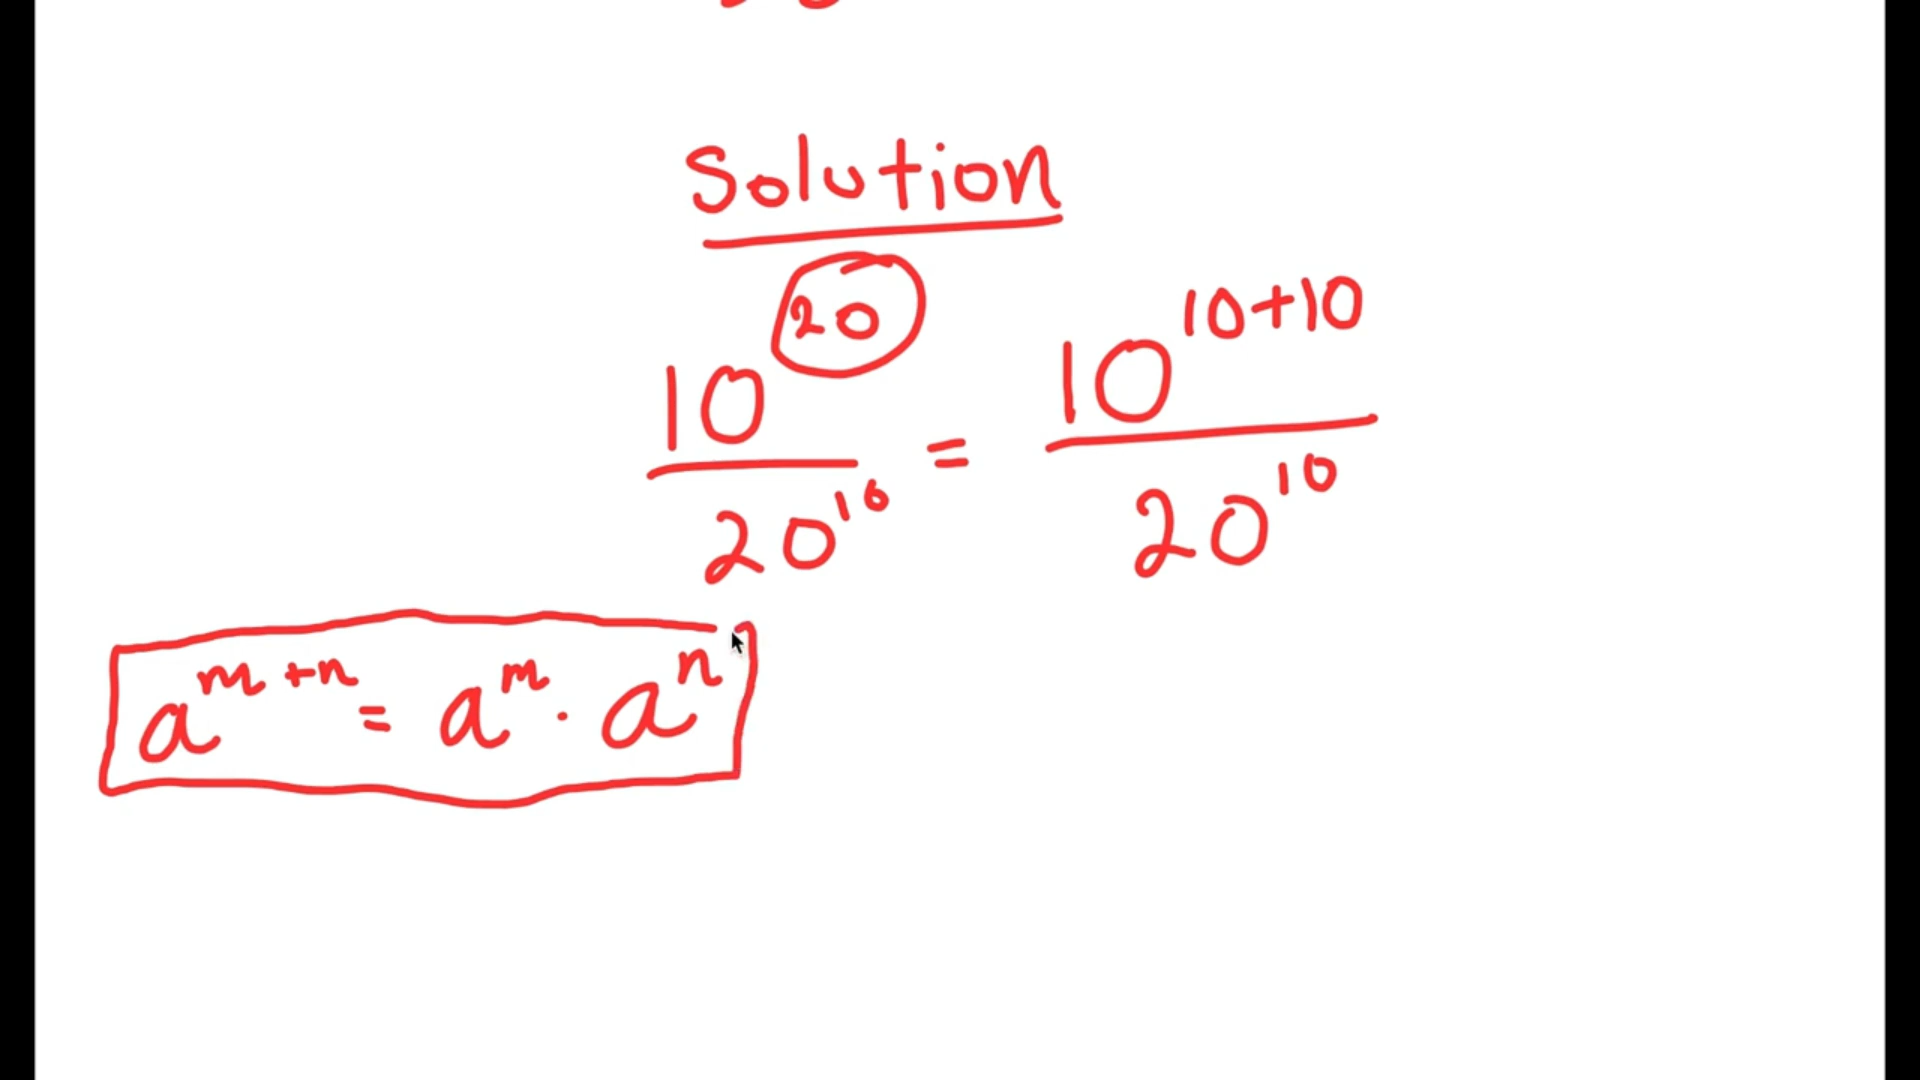 Solution
10^20 / 20^10 = 10^(10+10) / 20^10
a^(m+n) = a^m · a^n